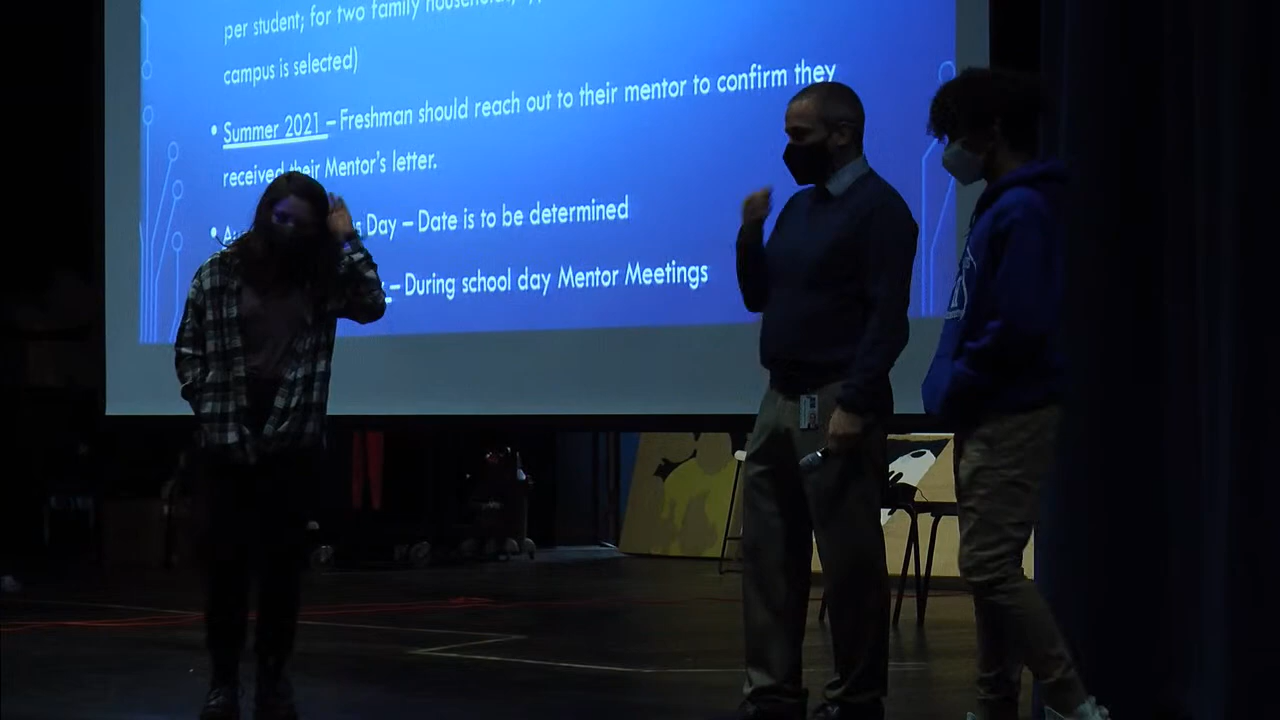 per student; for two family
campus is selected)
• Summer 2021 – Freshman should reach out to their mentor to confirm they
received their Mentor's letter.
• Day – Date is to be determined
– During school day Mentor Meetings